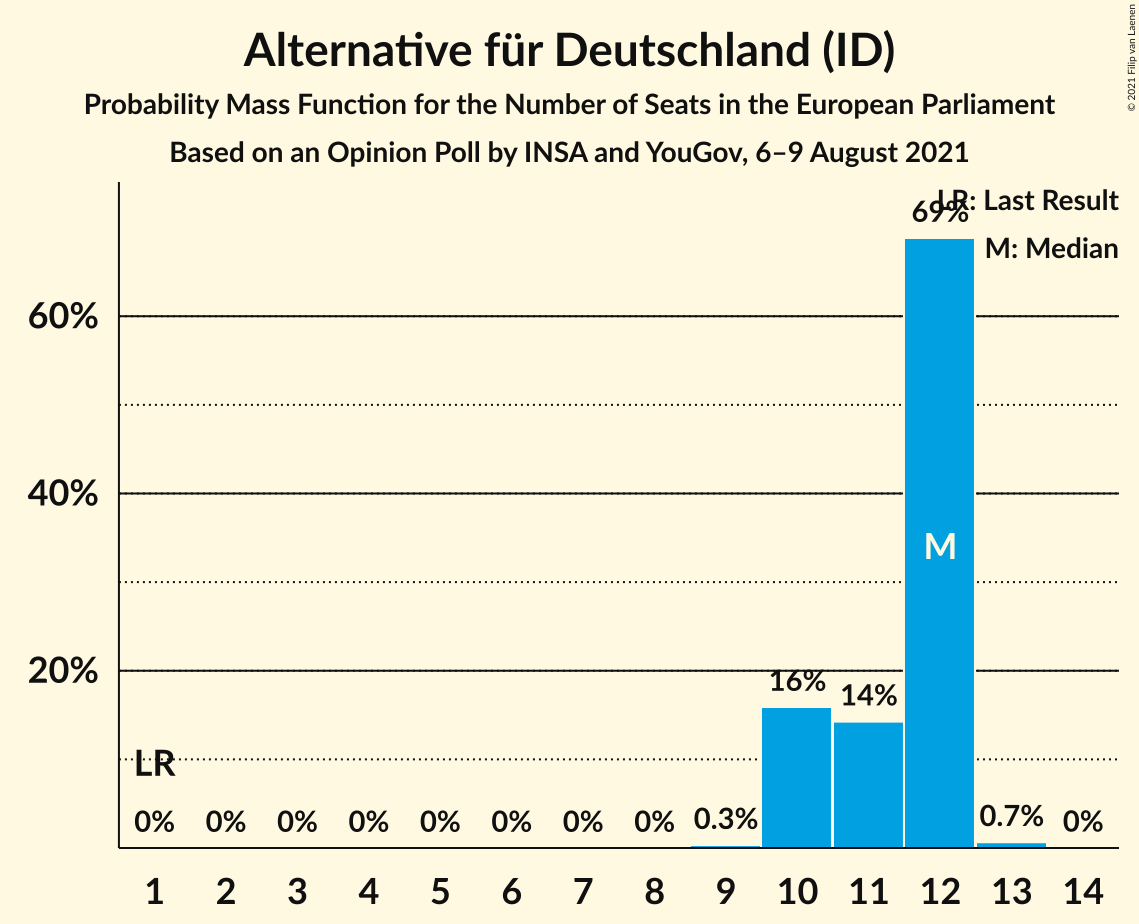 Alternative für Deutschland (ID)
Probability Mass Function for the Number of Seats in the European Parliament
Based on an Opinion Poll by INSA and YouGov, 6–9 August 2021
© 2021 Filip van Laenen
LR: Last Result
M: Median
69%
60%
40%
M
20%
16%
14%
LR
0% 0% 0% 0% 0% 0% 0% 0% 0.3% 0.7% 0%
1 2 3 4 5 6 7 8 9 10 11 12 13 14